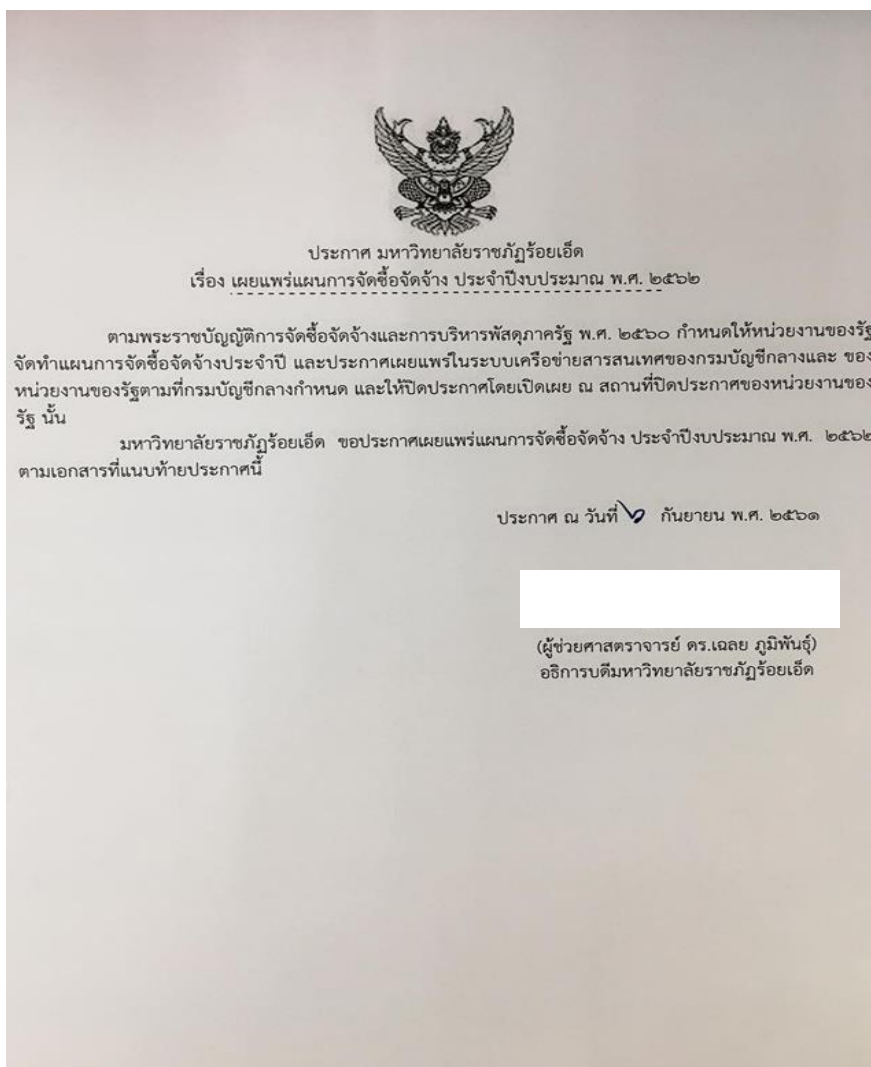 ประกาศ มหาวิทยาลัยราชภัฏร้อยเอ็ด
เรื่อง เผยแพร่แผนการจัดซื้อจัดจ้าง ประจำปีงบประมาณ พ.ศ. ๒๕๖๒
ตามพระราชบัญญัติการจัดซื้อจัดจ้างและการบริหารพัสดุภาครัฐ พ.ศ. ๒๕๖๐ กำหนดให้หน่วยงานของรัฐ
จัดทำแผนการจัดซื้อจัดจ้างประจำปี และประกาศเผยแพร่ในระบบเครือข่ายสารสนเทศของกรมบัญชีกลางและ ของ
หน่วยงานของรัฐตามที่กรมบัญชีกลางกำหนด และให้ปิดประกาศโดยเปิดเผย ณ สถานที่ปิดประกาศของหน่วยงานของ
รัฐ นั้น
มหาวิทยาลัยราชภัฏร้อยเอ็ด ขอประกาศเผยแพร่แผนการจัดซื้อจัดจ้าง ประจำปีงบประมาณ พ.ศ. ๒๕๖๒
ตามเอกสารที่แนบท้ายประกาศนี้
ประกาศ ณ วันที่ ๖ กันยายน พ.ศ. ๒๕๖๑
(ผู้ช่วยศาสตราจารย์ ดร.เฉลย ภูมิพันธุ์)
อธิการบดีมหาวิทยาลัยราชภัฏร้อยเอ็ด